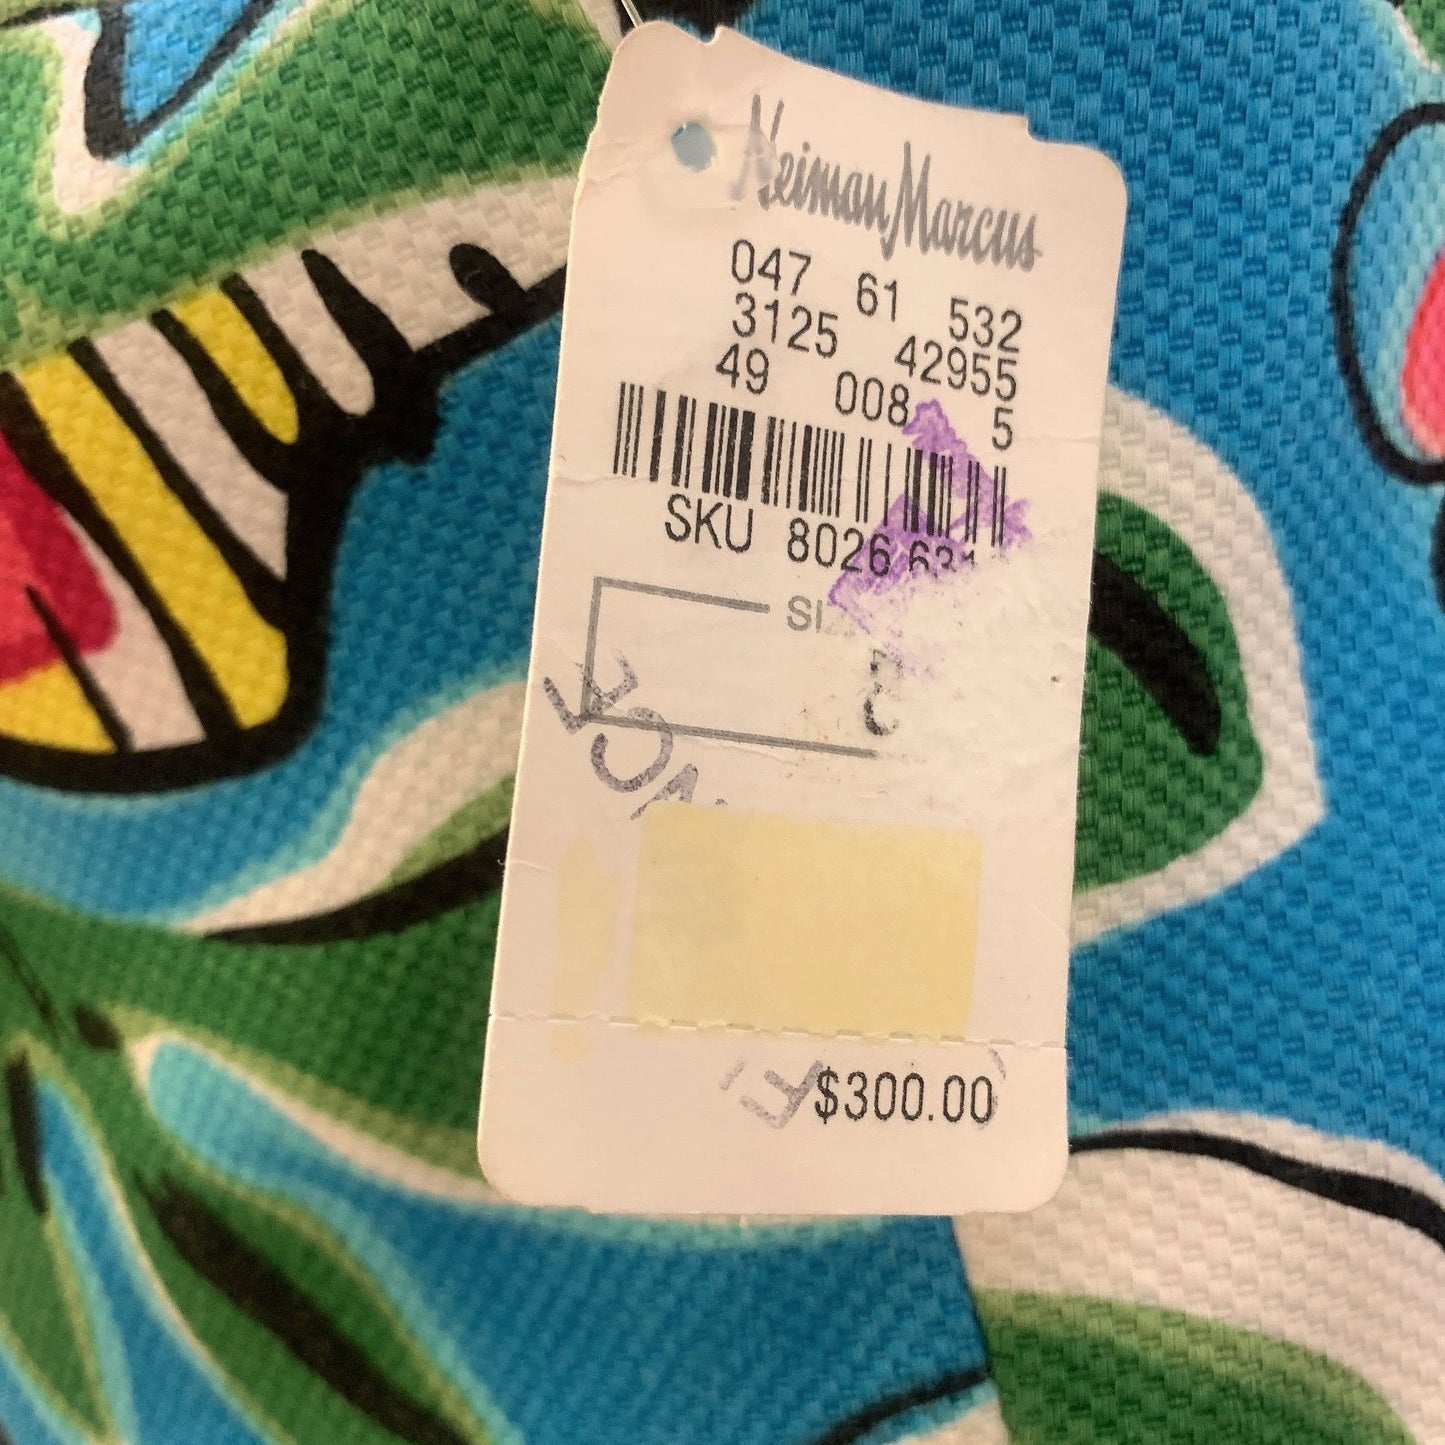 Neiman Marcus
047 61 532
3125 42955
49 008 5
SKU 8026
$300.00